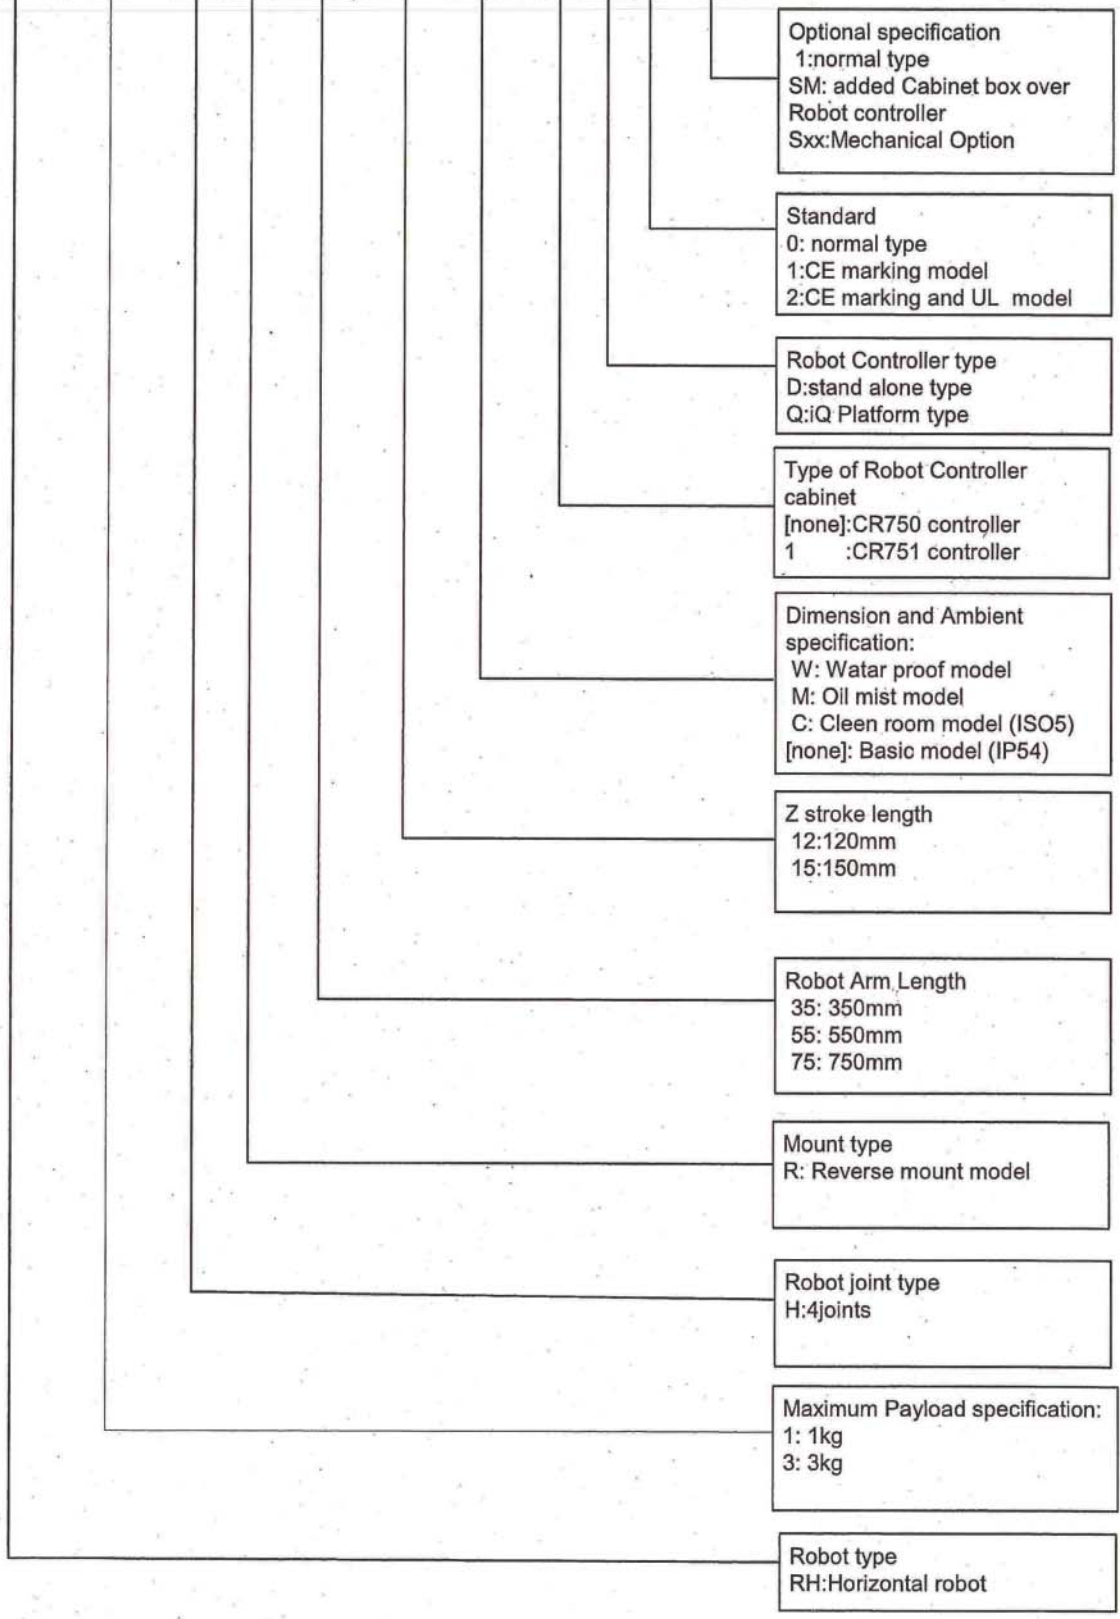 Optional specification
1:normal type
SM: added Cabinet box over
Robot controller
Sxx:Mechanical Option
Standard
0: normal type
1:CE marking model
2:CE marking and UL model
Robot Controller type
D:stand alone type
Q:iQ Platform type
Type of Robot Controller
cabinet
[none]:CR750 controller
1 :CR751 controller
Dimension and Ambient
specification:
W: Watar proof model
M: Oil mist model
C: Cleen room model (ISO5)
[none]: Basic model (IP54)
Z stroke length
12:120mm
15:150mm
Robot Arm Length
35: 350mm
55: 550mm
75: 750mm
Mount type
R: Reverse mount model
Robot joint type
H:4joints
Maximum Payload specification:
1: 1kg
3: 3kg
Robot type
RH:Horizontal robot